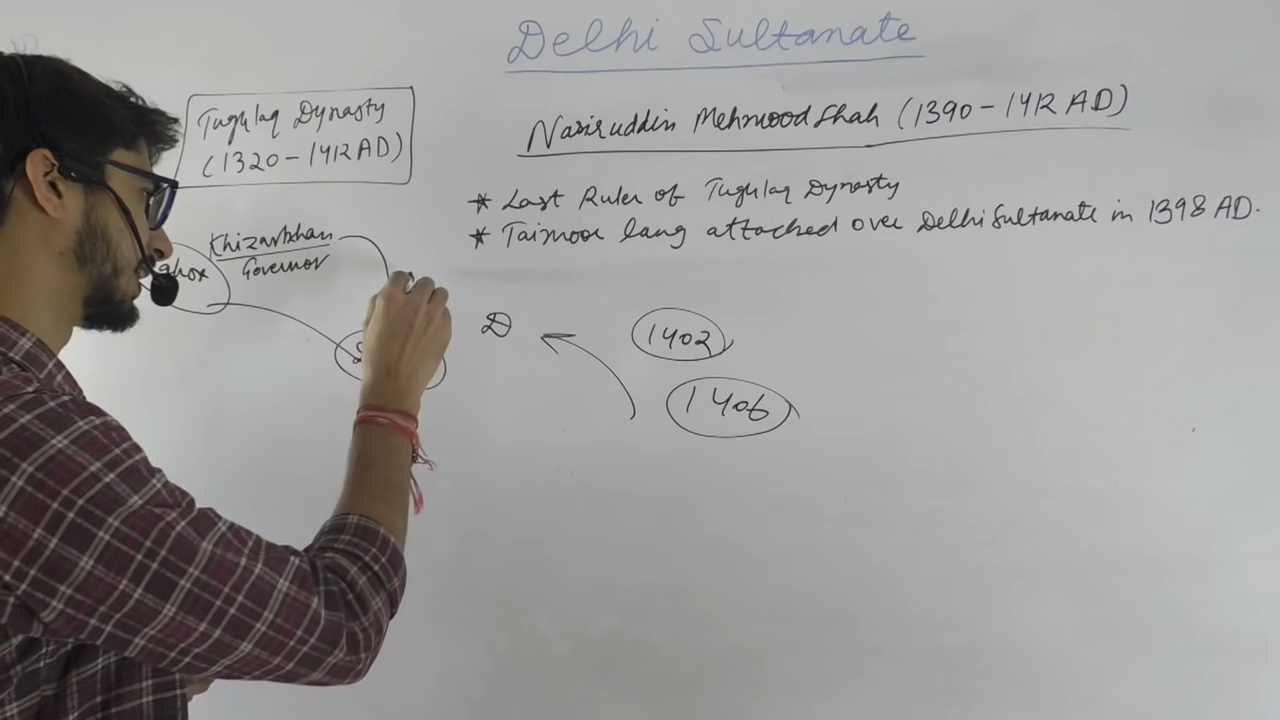 Delhi Sultanate
Tughlaq Dynasty
(1320-1412 AD)
Nasiruddin Mehmood Shah (1390-1412 AD)
* Last Ruler of Tughlaq Dynasty
* Taimoor lang attacked over Delhi Sultanate in 1398 AD.
Khizarkhan
Governor
D
1402
1406